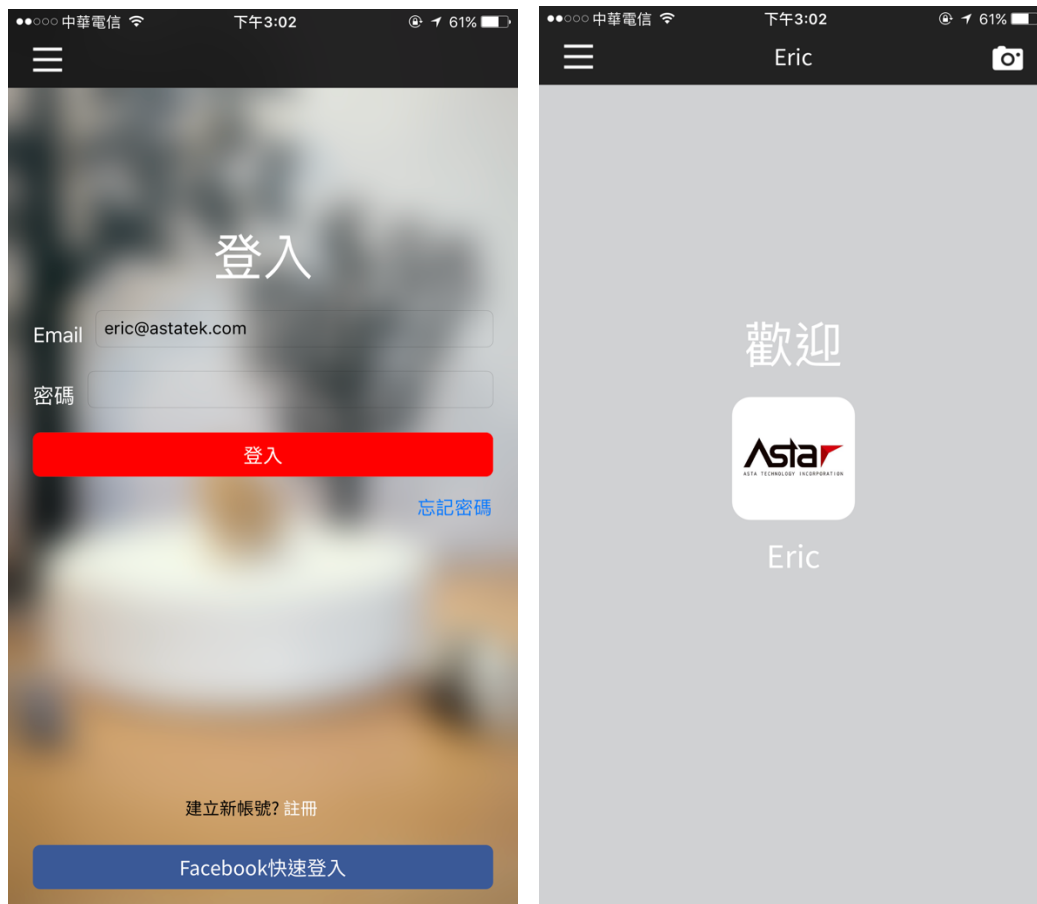 中華電信 下午3:02 61%
登入
Email eric@astatek.com
密碼
登入
忘記密碼
建立新帳號? 註冊
Facebook快速登入
中華電信 下午3:02 61%
Eric
歡迎
Astar
ASTA TECHNOLOGY INCORPORATION
Eric